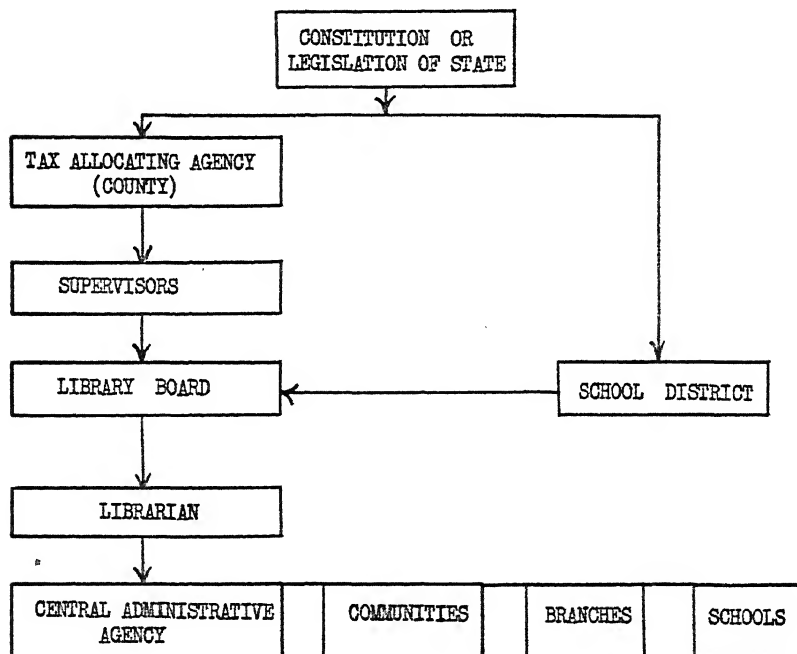 CONSTITUTION OR
LEGISLATION OF STATE
TAX ALLOCATING AGENCY
(COUNTY)
SUPERVISORS
LIBRARY BOARD
SCHOOL DISTRICT
LIBRARIAN
CENTRAL ADMINISTRATIVE
AGENCY
COMMUNITIES
BRANCHES
SCHOOLS